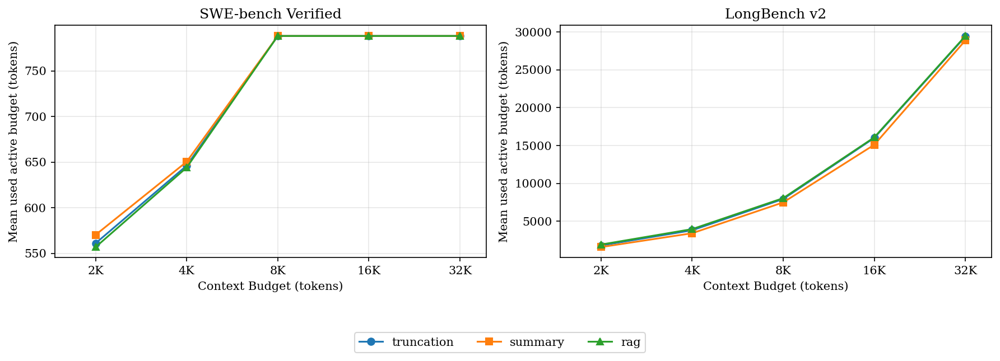 SWE-bench Verified
Mean used active budget (tokens)
750
700
650
600
550
2K 4K 8K 16K 32K
Context Budget (tokens)
LongBench v2
Mean used active budget (tokens)
30000
25000
20000
15000
10000
5000
2K 4K 8K 16K 32K
Context Budget (tokens)
truncation summary rag